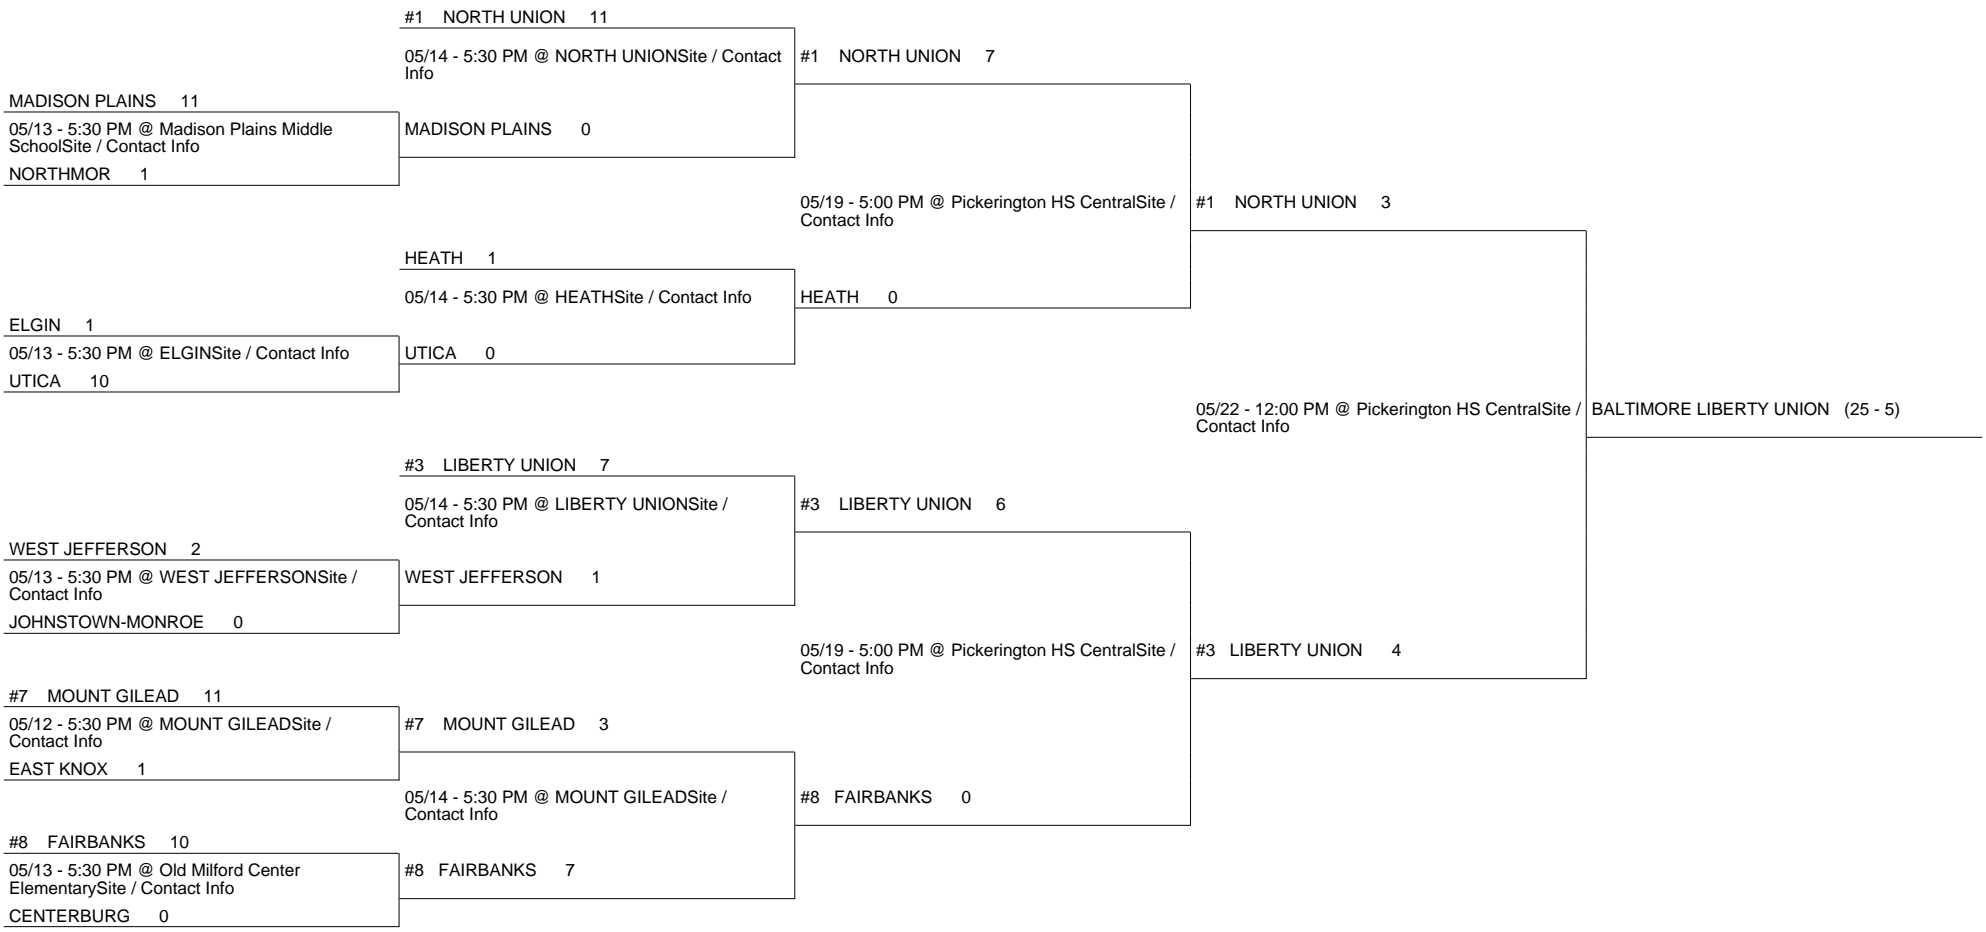 #1 NORTH UNION 11
05/14 - 5:30 PM @ NORTH UNIONSite / Contact
Info
#1 NORTH UNION 7
MADISON PLAINS 11
05/13 - 5:30 PM @ Madison Plains Middle
SchoolSite / Contact Info
NORTHMOR 1
MADISON PLAINS 0
05/19 - 5:00 PM @ Pickerington HS CentralSite /
Contact Info
#1 NORTH UNION 3
HEATH 1
05/14 - 5:30 PM @ HEATHSite / Contact Info
HEATH 0
ELGIN 1
05/13 - 5:30 PM @ ELGINSite / Contact Info
UTICA 10
UTICA 0
05/22 - 12:00 PM @ Pickerington HS CentralSite /
Contact Info
BALTIMORE LIBERTY UNION (25 - 5)
#3 LIBERTY UNION 7
05/14 - 5:30 PM @ LIBERTY UNIONSite /
Contact Info
#3 LIBERTY UNION 6
WEST JEFFERSON 2
05/13 - 5:30 PM @ WEST JEFFERSONSite /
Contact Info
JOHNSTOWN-MONROE 0
WEST JEFFERSON 1
05/19 - 5:00 PM @ Pickerington HS CentralSite /
Contact Info
#3 LIBERTY UNION 4
#7 MOUNT GILEAD 11
05/12 - 5:30 PM @ MOUNT GILEADSite /
Contact Info
EAST KNOX 1
#7 MOUNT GILEAD 3
05/14 - 5:30 PM @ MOUNT GILEADSite /
Contact Info
#8 FAIRBANKS 0
#8 FAIRBANKS 10
05/13 - 5:30 PM @ Old Milford Center
ElementarySite / Contact Info
CENTERBURG 0
#8 FAIRBANKS 7